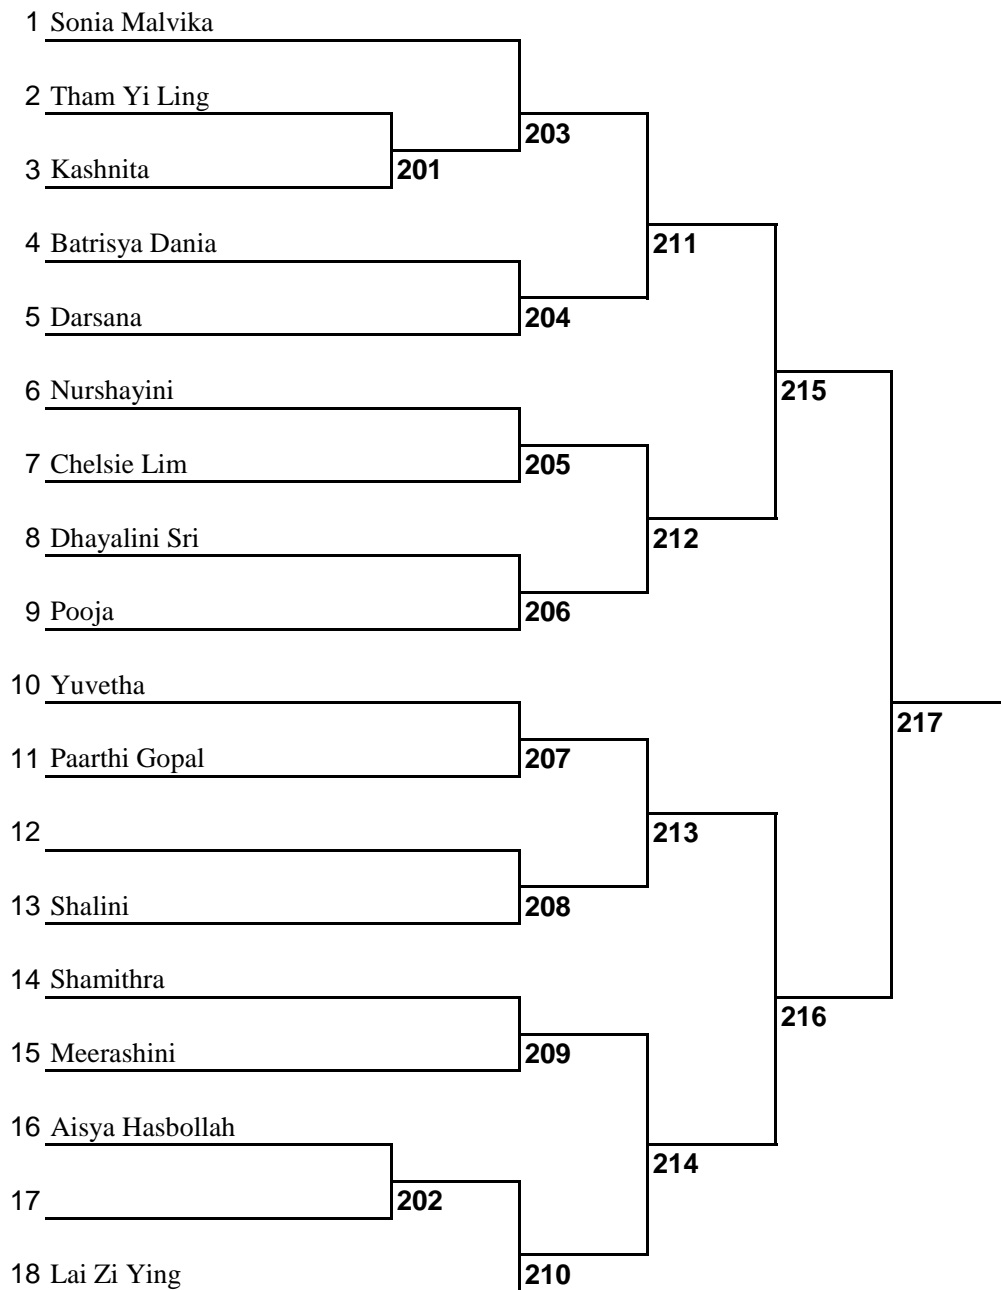 1 Sonia Malvika
2 Tham Yi Ling
203
3 Kashnita
201
4 Batrisya Dania
211
5 Darsana
204
6 Nurshayini
215
7 Chelsie Lim
205
8 Dhayalini Sri
212
9 Pooja
206
10 Yuvetha
217
11 Paarthi Gopal
207
12
213
13 Shalini
208
14 Shamithra
216
15 Meerashini
209
16 Aisya Hasbollah
214
17
202
18 Lai Zi Ying
210